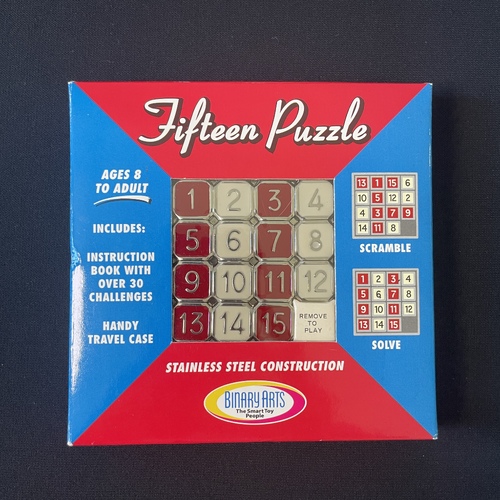 Fifteen Puzzle
AGES 8
TO ADULT
INCLUDES:
INSTRUCTION
BOOK WITH
OVER 30
CHALLENGES
HANDY
TRAVEL CASE
1 2 3 4
5 6 7 8
9 10 11 12
13 14 15 REMOVE
TO
PLAY
13 1 15 6
10 5 12 2
4 3 7 9
14 11 8
SCRAMBLE
1 2 3 4
5 6 7 8
9 10 11 12
13 14 15
SOLVE
STAINLESS STEEL CONSTRUCTION
BINARY ARTS
The Smart Toy
People